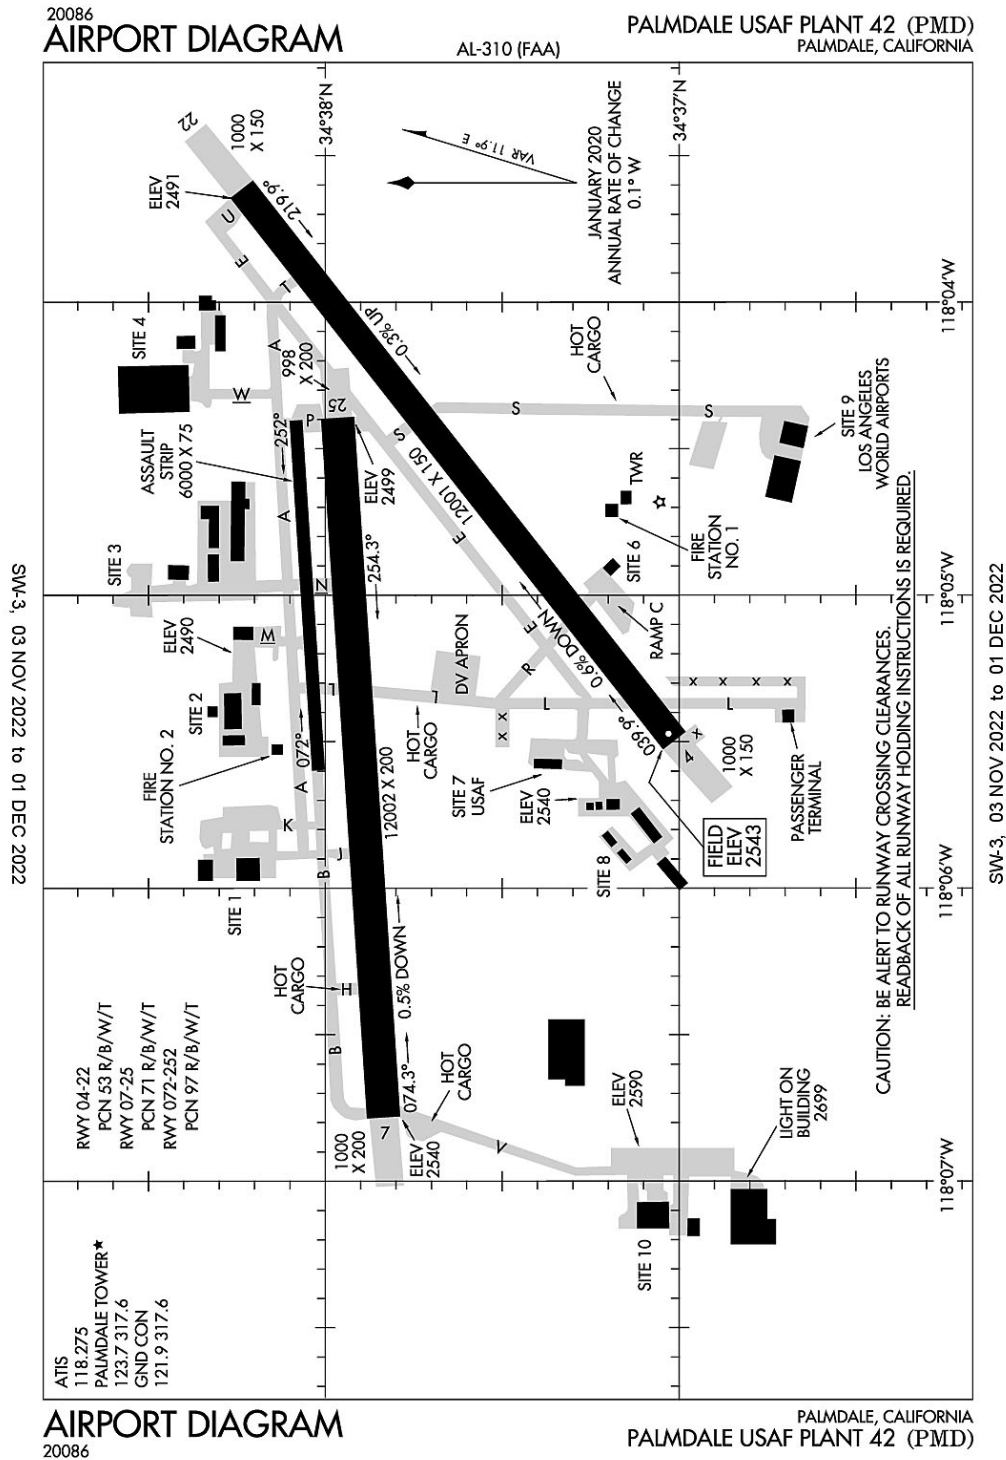 20086
AIRPORT DIAGRAM
AL-310 (FAA)
PALMDALE USAF PLANT 42 (PMD)
PALMDALE, CALIFORNIA
SW-3, 03 NOV 2022 to 01 DEC 2022
SW-3, 03 NOV 2022 to 01 DEC 2022
ATIS
118.275
PALMDALE TOWER★
123.7 317.6
GND CON
121.9 317.6
RWY 04-22
PCN 53 R/B/W/T
RWY 07-25
PCN 71 R/B/W/T
RWY 072-252
PCN 97 R/B/W/T
34°38'N
34°37'N
118°04'W
118°05'W
118°06'W
118°07'W
JANUARY 2020
ANNUAL RATE OF CHANGE
0.1° W
VAR 11.9° E
22
1000
X 150
ELEV
2491
219.9°
U
E
T
0.3% UP
SITE 4
W
A
998
X 200
25
P
ASSAULT
STRIP
6000 X 75
252°
ELEV
2499
HOT
CARGO
S
S
S
SITE 9
LOS ANGELES
WORLD AIRPORTS
TWR
FIRE
STATION NO. 1
SITE 6
RAMP C
12001 X 150
E
E
0.6% DOWN
039.9°
R
SITE 3
A
N
254.3°
ELEV
2490
M
SITE 2
FIRE
STATION NO. 2
072°
A
L
DV APRON
L
L
L
HOT
CARGO
X
X
X
X
X
X
X
4
1000
X 150
PASSENGER
TERMINAL
SITE 7
USAF
ELEV
2540
SITE 8
FIELD
ELEV
2543
12002 X 200
K
J
B
SITE 1
HOT
CARGO
H
B
0.5% DOWN
074.3°
7
1000
X 200
ELEV
2540
HOT
CARGO
V
ELEV
2590
SITE 10
LIGHT ON
BUILDING
2699
CAUTION: BE ALERT TO RUNWAY CROSSING CLEARANCES.
READBACK OF ALL RUNWAY HOLDING INSTRUCTIONS IS REQUIRED.
AIRPORT DIAGRAM
20086
PALMDALE, CALIFORNIA
PALMDALE USAF PLANT 42 (PMD)